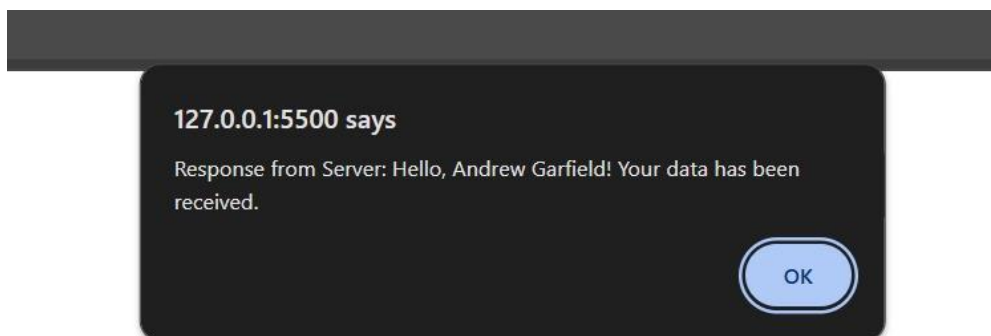 127.0.0.1:5500 says
Response from Server: Hello, Andrew Garfield! Your data has been
received.
OK